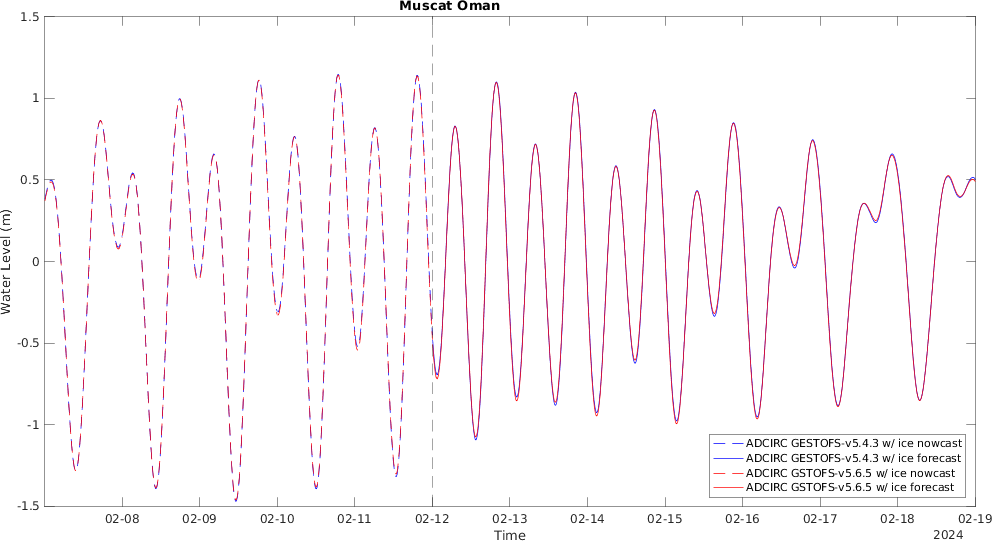 Muscat Oman
1.5
1
0.5
0
-0.5
-1
-1.5
Water Level (m)
02-08
02-09
02-10
02-11
02-12
02-13
02-14
02-15
02-16
02-17
02-18
02-19
Time
2024
ADCIRC GESTOFS-v5.4.3 w/ ice nowcast
ADCIRC GESTOFS-v5.4.3 w/ ice forecast
ADCIRC GSTOFS-v5.6.5 w/ ice nowcast
ADCIRC GSTOFS-v5.6.5 w/ ice forecast